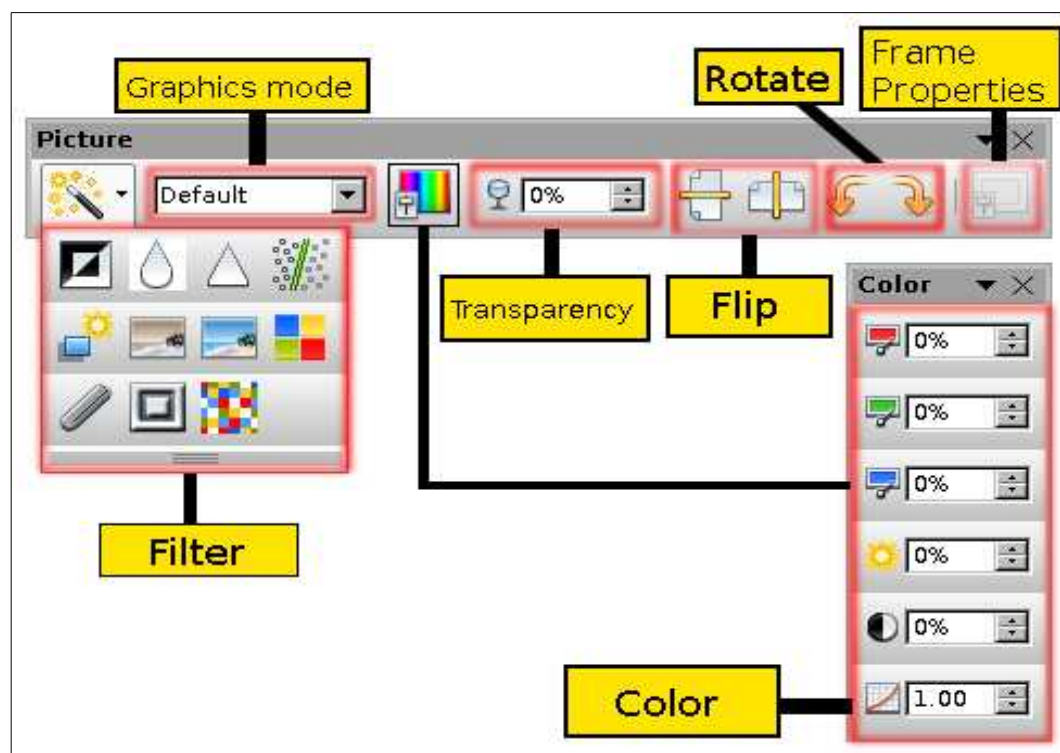 Frame
Properties
Rotate
Graphics mode
Picture
Default
0%
Transparency
Flip
Color
0%
0%
0%
0%
0%
1.00
Filter
Color